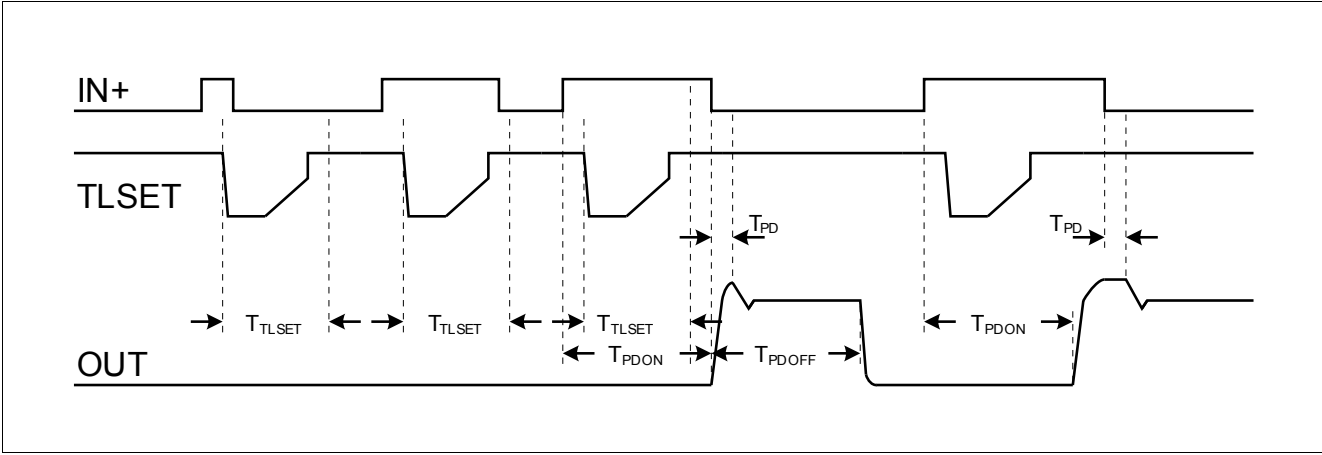 IN+
TLSET
TPD
TPD
TTLSET
TTLSET
TTLSET
TPDON
OUT
TPDON
TPDOFF